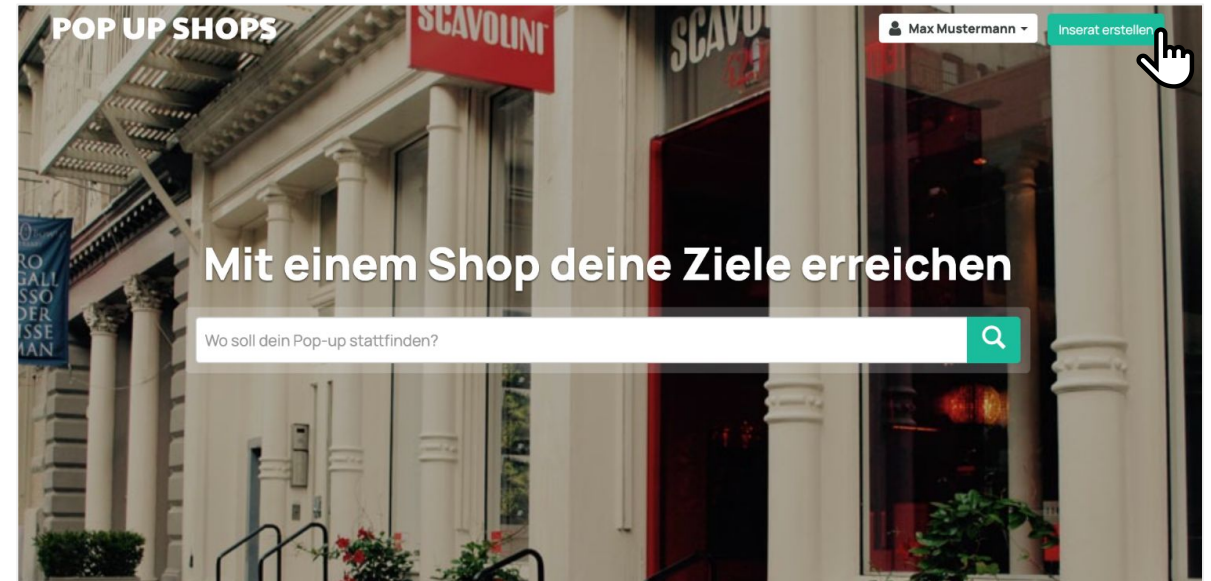 POP UP SHOPS
SCAVOLINI
Max Mustermann
Inserat erstellen
Mit einem Shop deine Ziele erreichen
Wo soll dein Pop-up stattfinden?